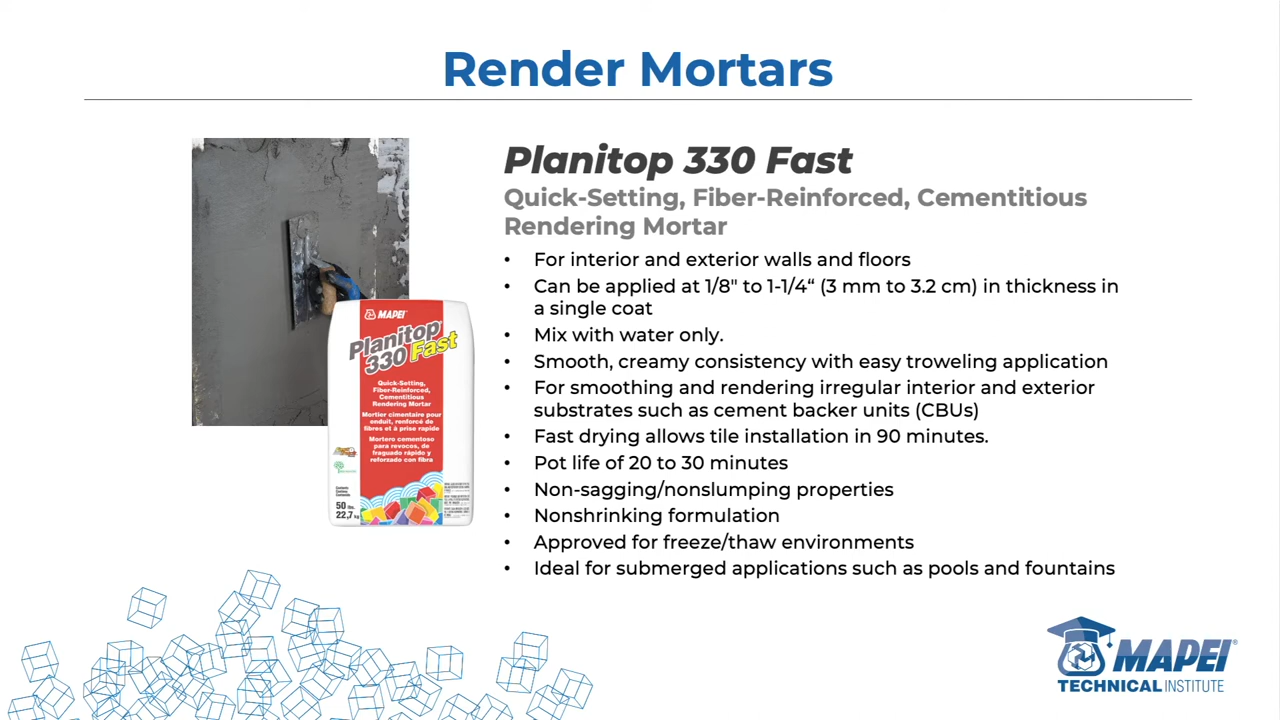 Render Mortars
Planitop 330 Fast
Quick-Setting, Fiber-Reinforced, Cementitious
Rendering Mortar
• For interior and exterior walls and floors
• Can be applied at 1/8" to 1-1/4“ (3 mm to 3.2 cm) in thickness in
a single coat
• Mix with water only.
• Smooth, creamy consistency with easy troweling application
• For smoothing and rendering irregular interior and exterior
substrates such as cement backer units (CBUs)
• Fast drying allows tile installation in 90 minutes.
• Pot life of 20 to 30 minutes
• Non-sagging/nonslumping properties
• Nonshrinking formulation
• Approved for freeze/thaw environments
• Ideal for submerged applications such as pools and fountains
MAPEI
Planitop
330 Fast
Quick-Setting,
Fiber-Reinforced,
Cementitious
Rendering Mortar
Mortier cimentaire pour
enduit, renforcé de
fibres et à prise rapide
Mortero cementoso
para revocos, de
fraguado rápido y
reforzado con fibra
50 lbs.
22,7 kg
MAPEI®
TECHNICAL INSTITUTE